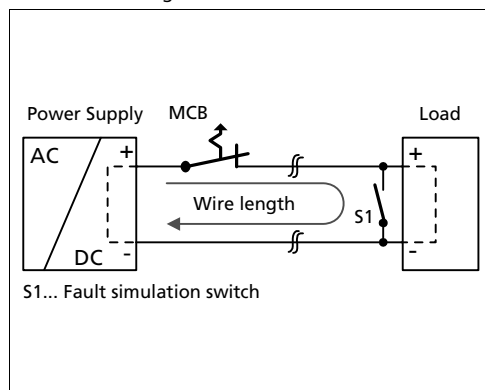 Power Supply
MCB
Load
AC
+
+
Wire length
S1
DC
-
-
S1... Fault simulation switch